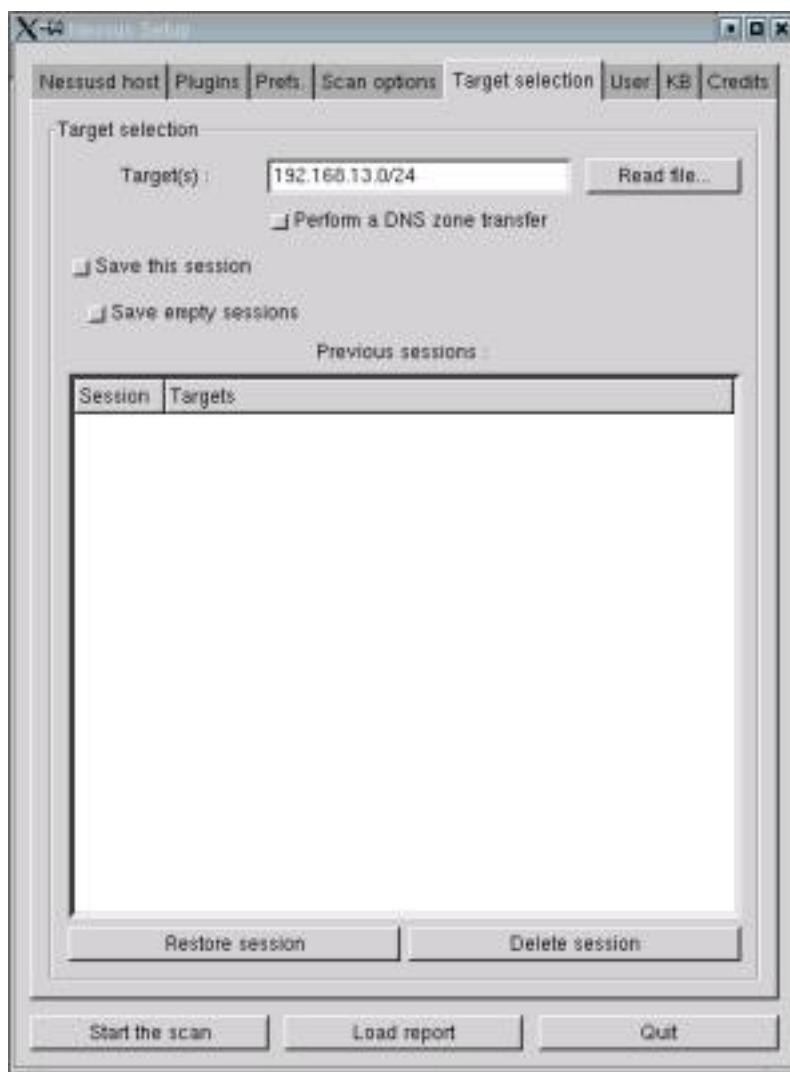 Nessus Setup
Nessusd host Plugins Prefs. Scan options Target selection User KB Credits
Target selection
Target(s) : 192.168.13.0/24 Read file...
Perform a DNS zone transfer
Save this session
Save empty sessions
Previous sessions :
Session Targets
Restore session Delete session
Start the scan Load report Quit